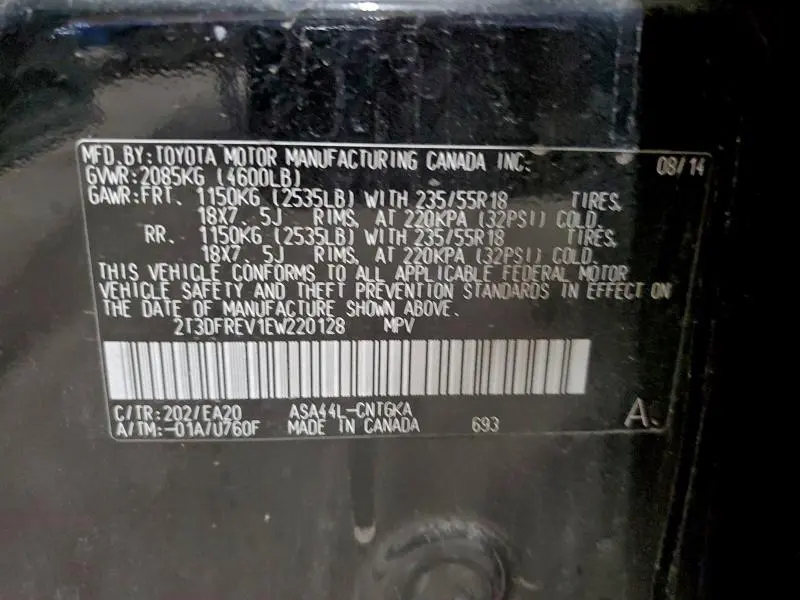 MFD. BY: TOYOTA MOTOR MANUFACTURING CANADA INC. 08/14
GVWR: 2085KG (4600LB)
GAWR: FRT. 1150KG (2535LB) WITH 235/55R18 TIRES,
18X7. 5J RIMS, AT 220KPA (32PSI) COLD.
RR. 1150KG (2535LB) WITH 235/55R18 TIRES,
18X7. 5J RIMS, AT 220KPA (32PSI) COLD.
THIS VEHICLE CONFORMS TO ALL APPLICABLE FEDERAL MOTOR
VEHICLE SAFETY AND THEFT PREVENTION STANDARDS IN EFFECT ON
THE DATE OF MANUFACTURE SHOWN ABOVE.
2T3DFREV1EW220128 MPV
C/TR: 202/EA20 ASA44L-CNTGKA
A/TM: -01A/U760F MADE IN CANADA 693 A.